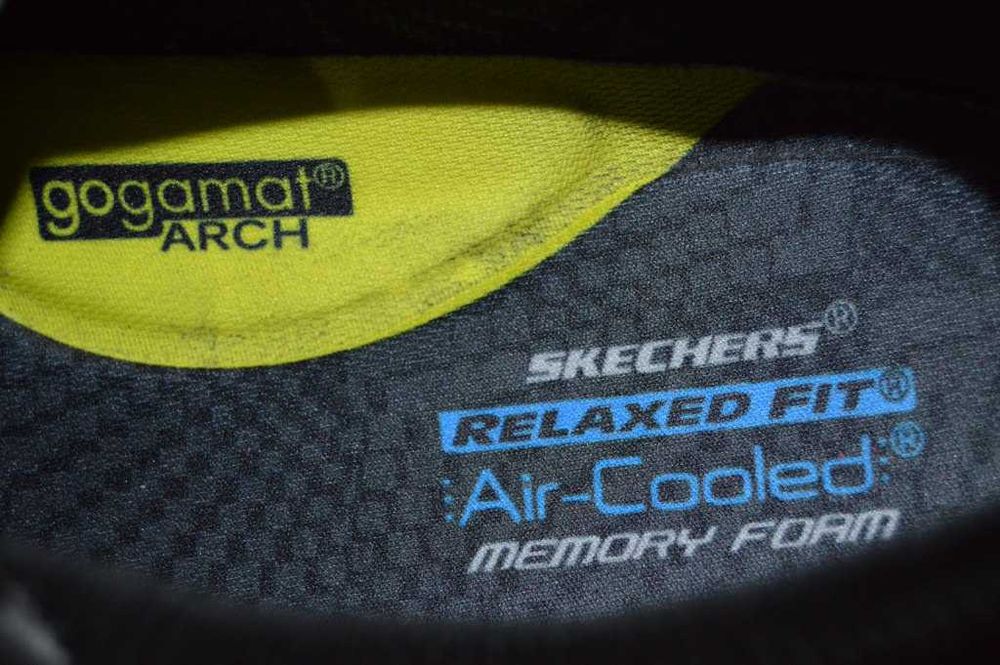 gogamat®
ARCH
SKECHERS®
RELAXED FIT®
Air-Cooled®
MEMORY FOAM